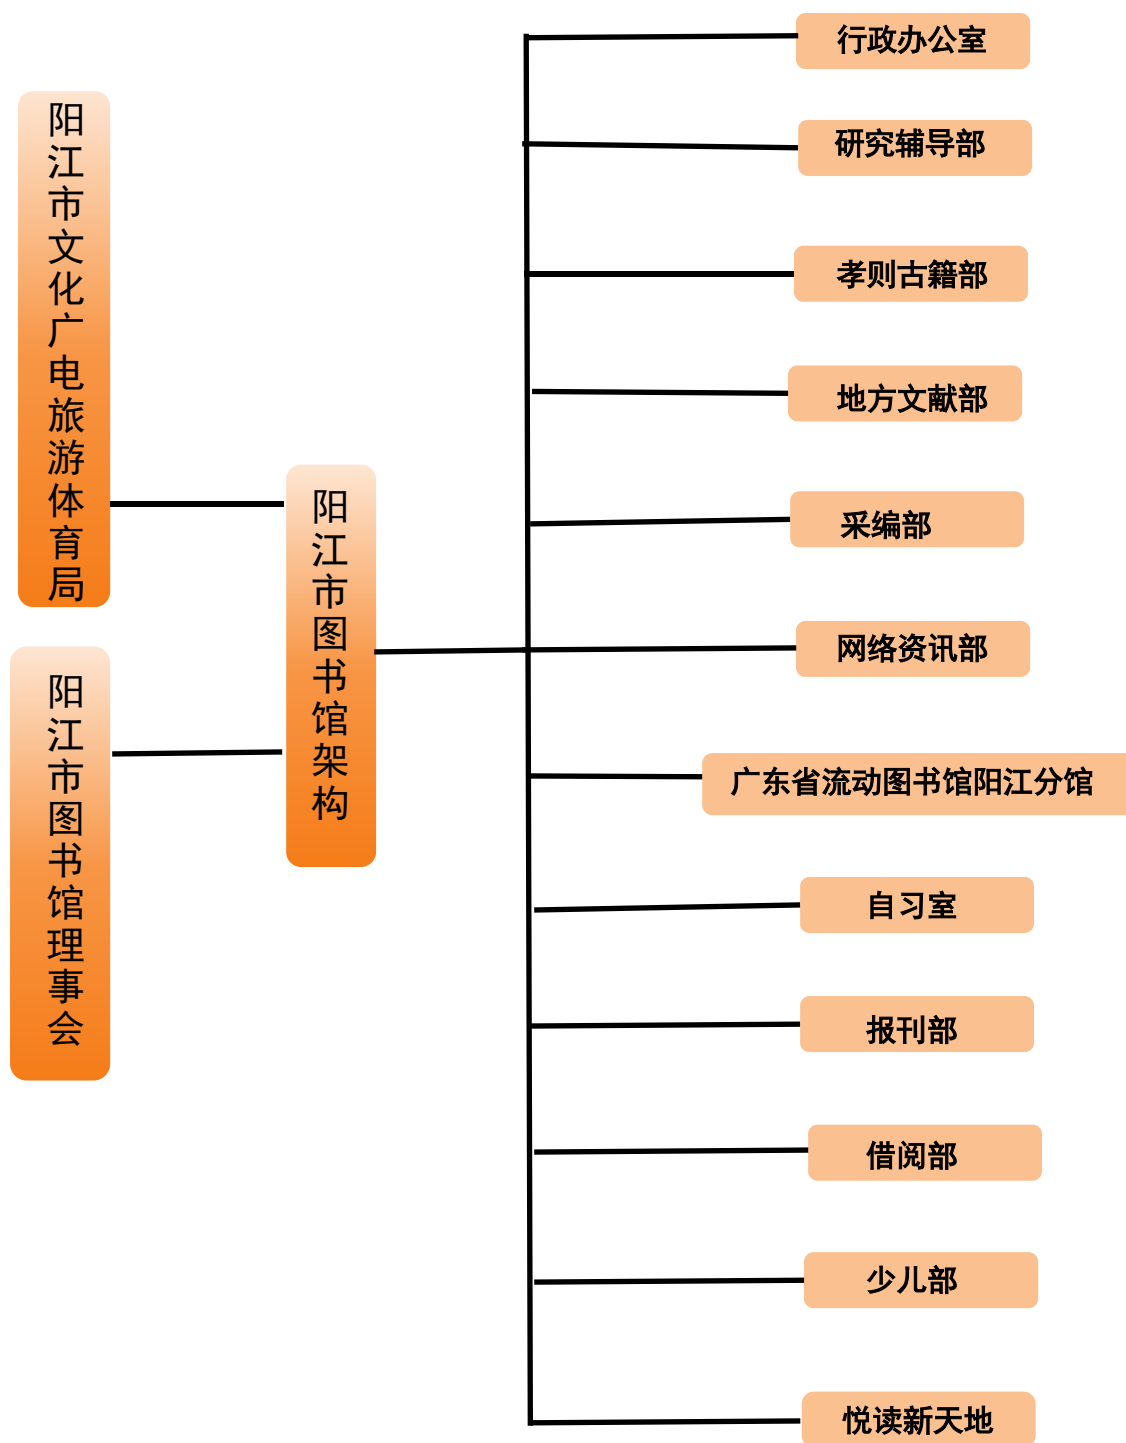 阳江市文化广电旅游体育局
阳江市图书馆理事会
阳江市图书馆架构
行政办公室
研究辅导部
孝则古籍部
地方文献部
采编部
网络资讯部
广东省流动图书馆阳江分馆
自习室
报刊部
借阅部
少儿部
悦读新天地